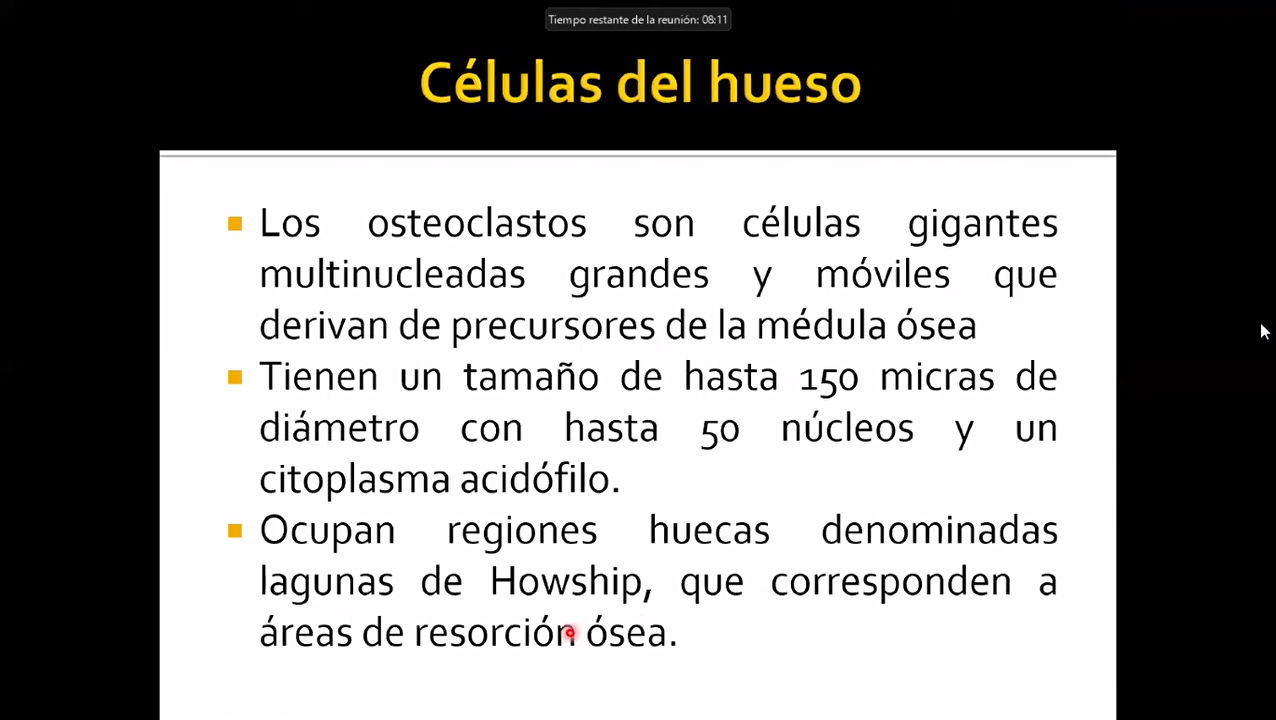 Tiempo restante de la reunión: 08:11
Células del hueso
Los osteoclastos son células gigantes
multinucleadas grandes y móviles que
derivan de precursores de la médula ósea
Tienen un tamaño de hasta 150 micras de
diámetro con hasta 50 núcleos y un
citoplasma acidófilo.
Ocupan regiones huecas denominadas
lagunas de Howship, que corresponden a
áreas de resorción ósea.